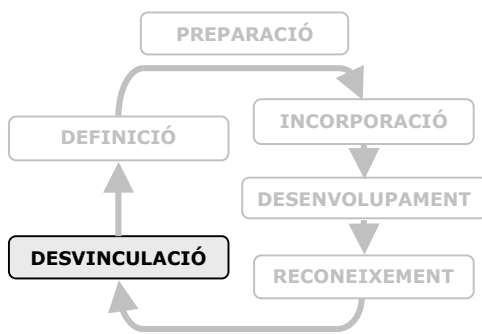 PREPARACIÓ
INCORPORACIÓ
DEFINICIÓ
DESENVOLUPAMENT
DESVINCULACIÓ
RECONEIXEMENT